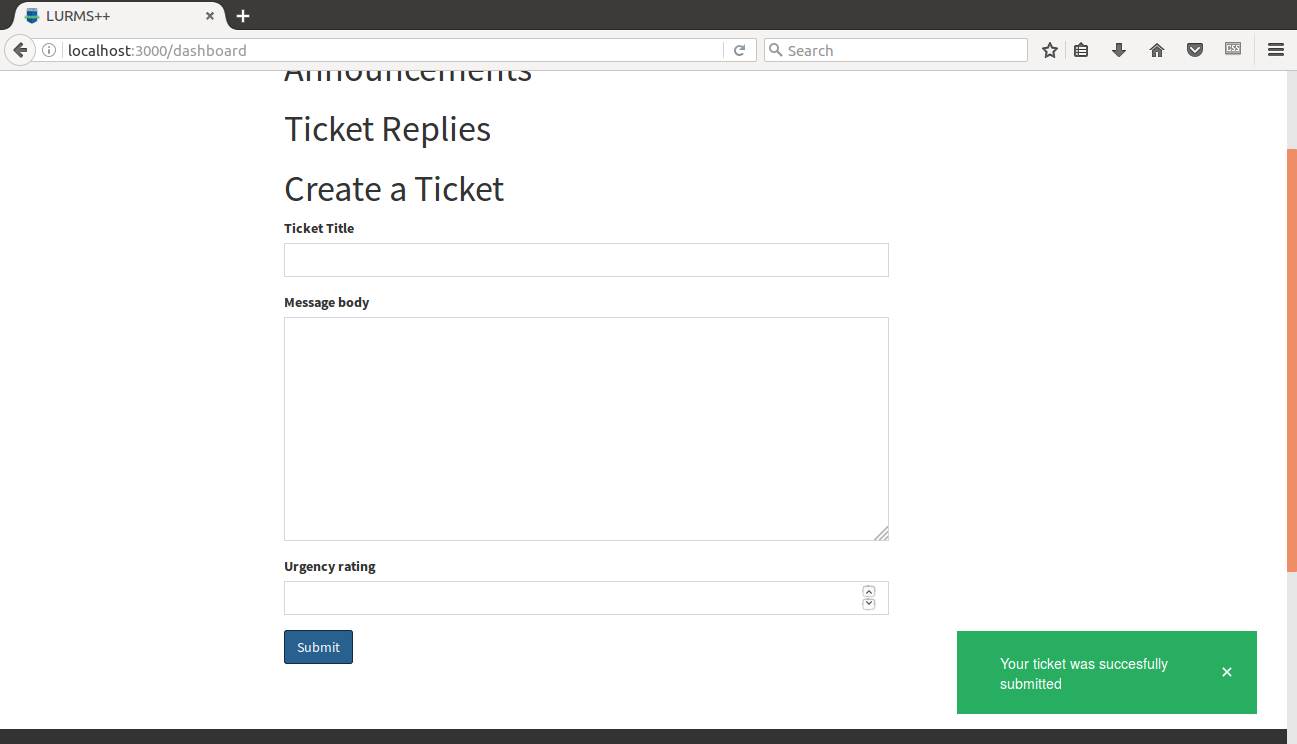 LURMS++
localhost:3000/dashboard
Search
CSS
Announcements
Ticket Replies
Create a Ticket
Ticket Title
Message body
Urgency rating
Submit
Your ticket was succesfully
submitted